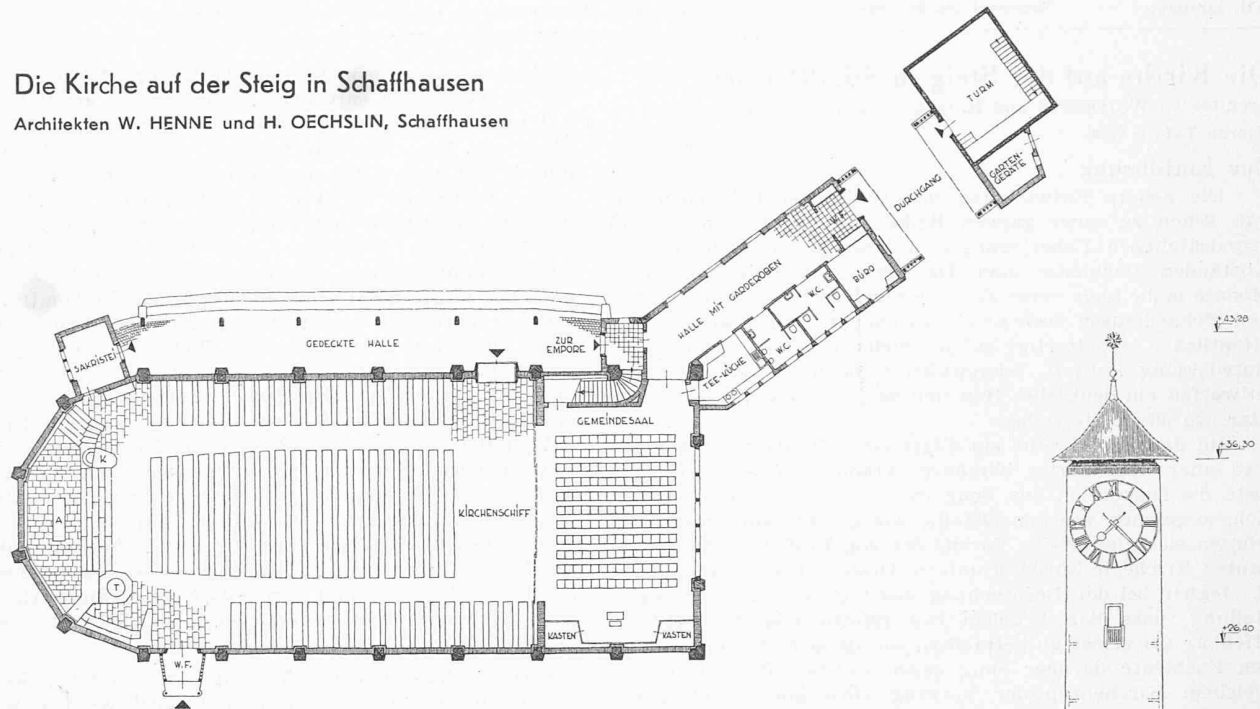 Die Kirche auf der Steig in Schaffhausen
Architekten W. HENNE und H. OECHSLIN, Schaffhausen
TURM
GARTEN-
GERÄTE
DURCHGANG
W.F.
HALLE MIT GARDEROBEN
BÜRO
W.C.
W.C.
TEE-KÜCHE
SAKRISTEI
GEDECKTE HALLE
ZUR
EMPORE
GEMEINDESAAL
K
A
T
KIRCHENSCHIFF
KASTEN
KASTEN
W.F.
+43,28
+36,30
+26,40